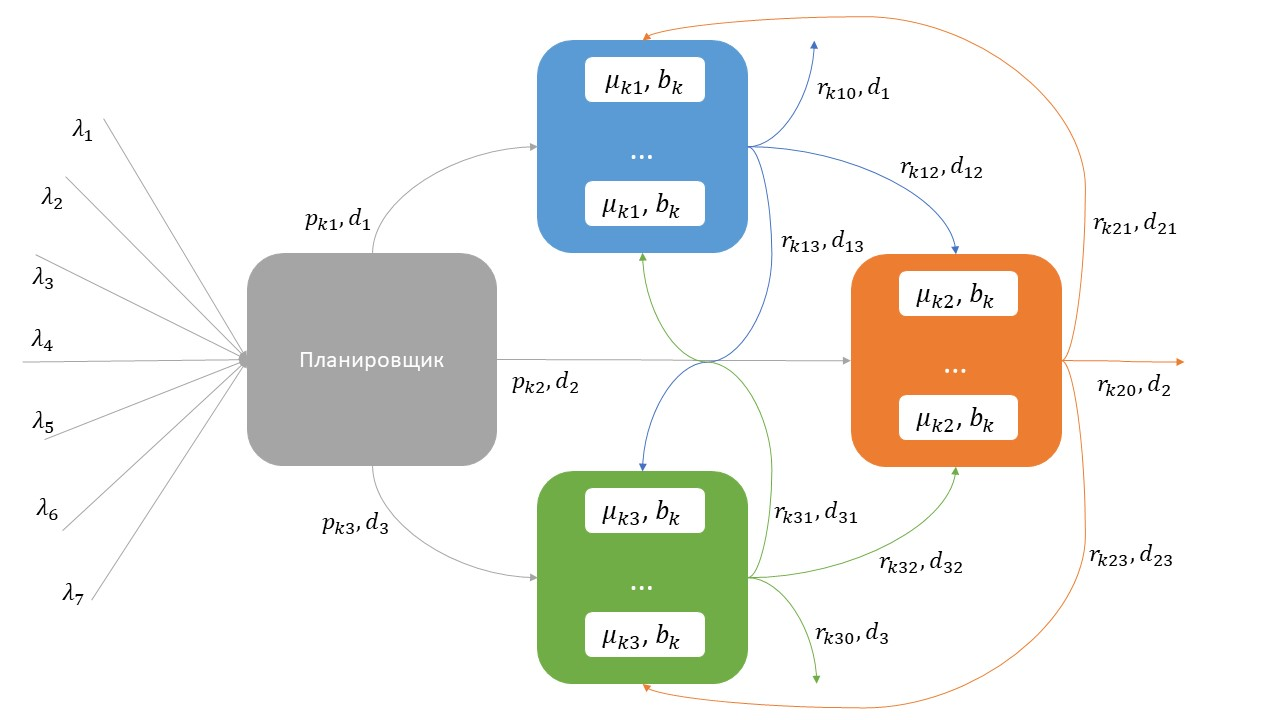 λ₁
λ₂
λ₃
λ₄
λ₅
λ₆
λ₇
Планировщик
pₖ₁, d₁
pₖ₂, d₂
pₖ₃, d₃
μₖ₁, bₖ
...
μₖ₁, bₖ
rₖ₁₀, d₁
rₖ₁₂, d₁₂
rₖ₁₃, d₁₃
μₖ₂, bₖ
...
μₖ₂, bₖ
rₖ₂₁, d₂₁
rₖ₂₀, d₂
rₖ₂₃, d₂₃
μₖ₃, bₖ
...
μₖ₃, bₖ
rₖ₃₁, d₃₁
rₖ₃₂, d₃₂
rₖ₃₀, d₃